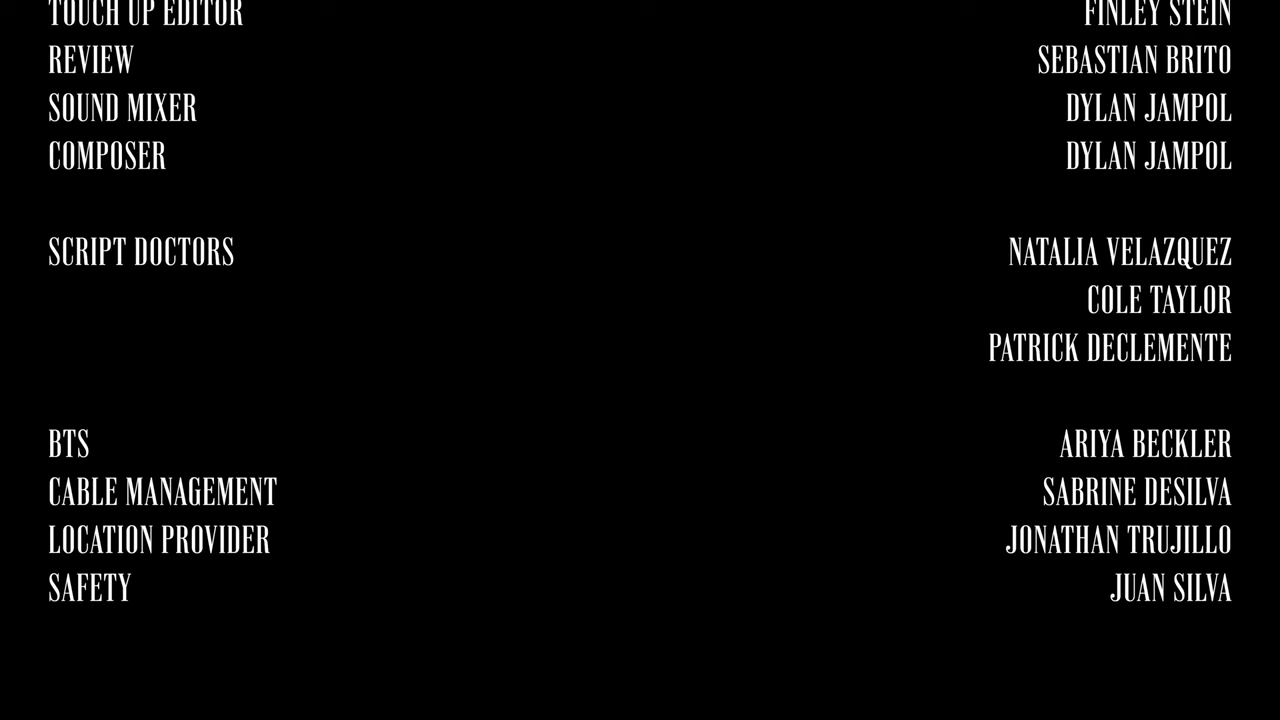 TOUCH UP EDITOR FINLEY STEIN
REVIEW SEBASTIAN BRITO
SOUND MIXER DYLAN JAMPOL
COMPOSER DYLAN JAMPOL
SCRIPT DOCTORS NATALIA VELAZQUEZ
COLE TAYLOR
PATRICK DECLEMENTE
BTS ARIYA BECKLER
CABLE MANAGEMENT SABRINE DESILVA
LOCATION PROVIDER JONATHAN TRUJILLO
SAFETY JUAN SILVA